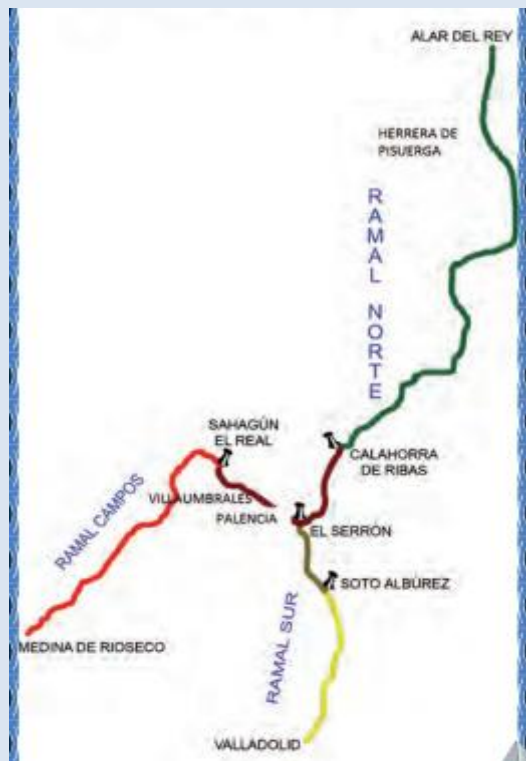 ALAR DEL REY
HERRERA DE
PISUERGA
RAMAL NORTE
SAHAGÚN
EL REAL
CALAHORRA
DE RIBAS
VILLAUMBRALES
PALENCIA
EL SERRÓN
RAMAL CAMPOS
SOTO ALBÚREZ
MEDINA DE RIOSECO
RAMAL SUR
VALLADOLID